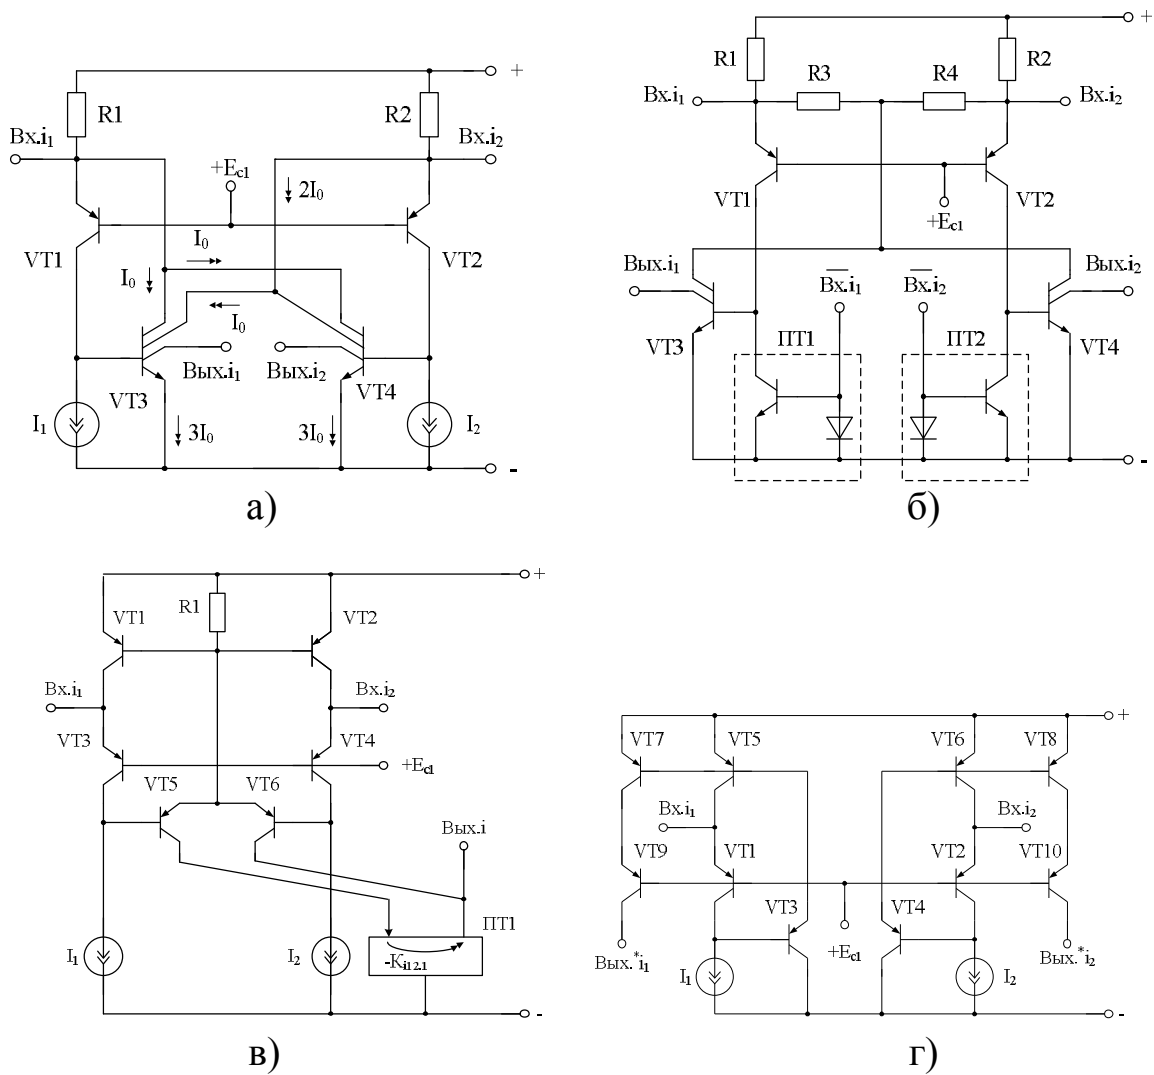 +
R1
R2
Вх.i₁
Вх.i₂
+Eс1
2I₀
VT1
I₀
VT2
I₀
I₀
Вых.i₁
Вых.i₂
VT3
VT4
I₁
3I₀
3I₀
I₂
-
а)
+
R1
R3
R4
R2
Вх.i₁
Вх.i₂
VT1
VT2
+Eс1
Вых.i₁
Вх.i₁
Вх.i₂
Вых.i₂
VT3
ПТ1
ПТ2
VT4
-
б)
+
VT1
R1
VT2
Вх.i₁
Вх.i₂
VT3
VT4
+Eс1
VT5
VT6
Вых.i
ПТ1
I₁
I₂
-Ki12.1
-
в)
+
VT7
VT5
VT6
VT8
Вх.i₁
Вх.i₂
VT9
VT1
VT2
VT10
VT3
VT4
Вых.*i₁
+Eс1
Вых.*i₂
I₁
I₂
-
г)